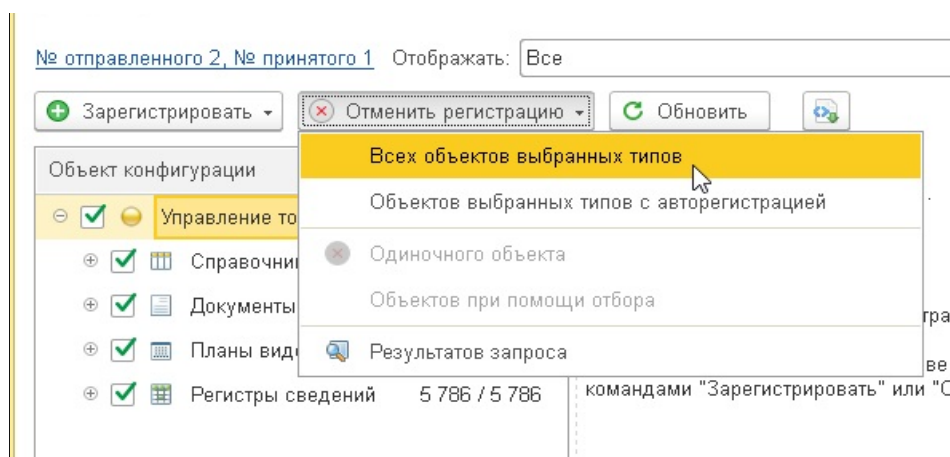 № отправленного 2, № принятого 1 Отображать: Все
Зарегистрировать Отменить регистрацию Обновить
Объект конфигурации
Всех объектов выбранных типов
Объектов выбранных типов с авторегистрацией
Управление
Одиночного объекта
Документы
Объектов при помощи отбора
Планы
Результатов запроса
Регистры сведений 5 786 / 5 786
командами "Зарегистрировать" или "